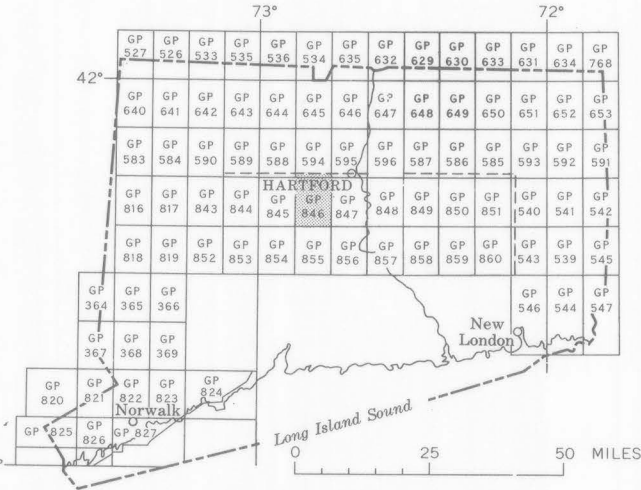 73° 72°
GP 527 GP 526 GP 533 GP 535 GP 536 GP 534 GP 635 GP 632 GP 629 GP 630 GP 633 GP 631 GP 634 GP 768
42°
GP 640 GP 641 GP 642 GP 643 GP 644 GP 645 GP 646 GP 647 GP 648 GP 649 GP 650 GP 651 GP 652 GP 653
GP 583 GP 584 GP 590 GP 589 GP 588 GP 594 GP 595 GP 596 GP 587 GP 586 GP 585 GP 593 GP 592 GP 591
HARTFORD
GP 816 GP 817 GP 843 GP 844 GP 845 GP 846 GP 847 GP 848 GP 849 GP 850 GP 851 GP 540 GP 541 GP 542
GP 818 GP 819 GP 852 GP 853 GP 854 GP 855 GP 856 GP 857 GP 858 GP 859 GP 860 GP 543 GP 539 GP 545
GP 364 GP 365 GP 366 GP 546 GP 544 GP 547
New London
GP 367 GP 368 GP 369
GP 820 GP 821 GP 822 GP 823 GP 824
Norwalk
GP 825 GP 826 GP 827
Long Island Sound
0 25 50 MILES